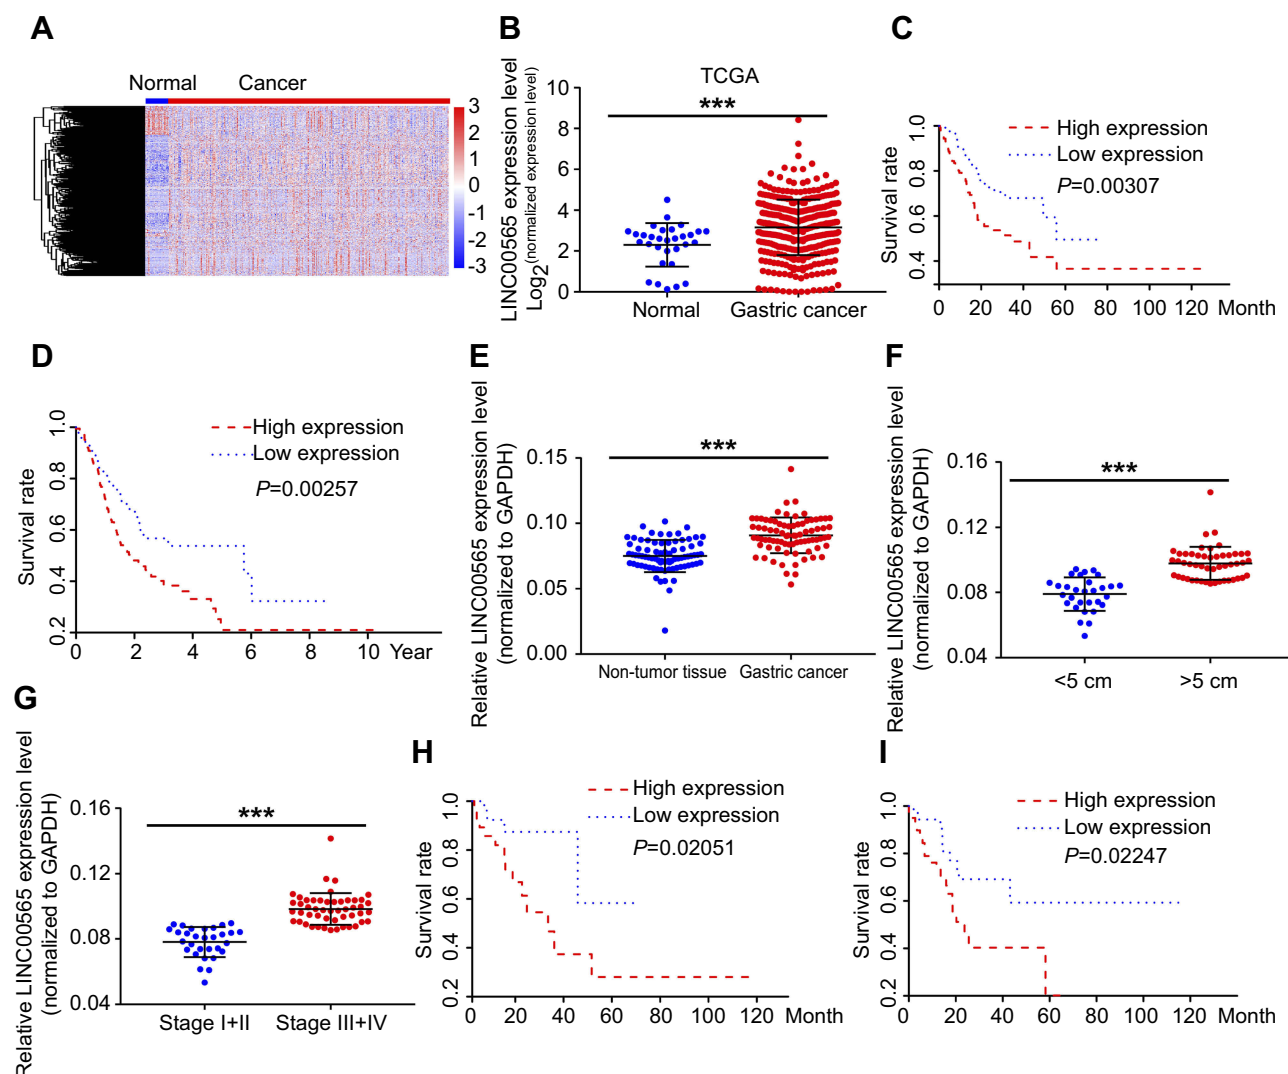 A
Normal Cancer
3
2
1
0
-1
-2
-3
B
TCGA
***
LINC00565 expression level
Log2(normalized expression level)
10
8
6
4
2
0
Normal Gastric cancer
C
High expression
Low expression
P=0.00307
Survival rate
1.0
0.8
0.6
0.4
0 20 40 60 80 100 120 Month
D
High expression
Low expression
P=0.00257
Survival rate
1.0
0.8
0.6
0.4
0.2
0 2 4 6 8 10 Year
E
***
Relative LINC00565 expression level
(normalized to GAPDH)
0.15
0.10
0.05
0.00
Non-tumor tissue Gastric cancer
F
***
Relative LINC00565 expression level
(normalized to GAPDH)
0.16
0.12
0.08
0.04
<5 cm >5 cm
G
***
Relative LINC00565 expression level
(normalized to GAPDH)
0.16
0.12
0.08
0.04
Stage I+II Stage III+IV
H
High expression
Low expression
P=0.02051
Survival rate
1.0
0.8
0.6
0.4
0.2
0 20 40 60 80 100 120 Month
I
High expression
Low expression
P=0.02247
Survival rate
1.0
0.8
0.6
0.4
0.2
0 20 40 60 80 100 120 Month